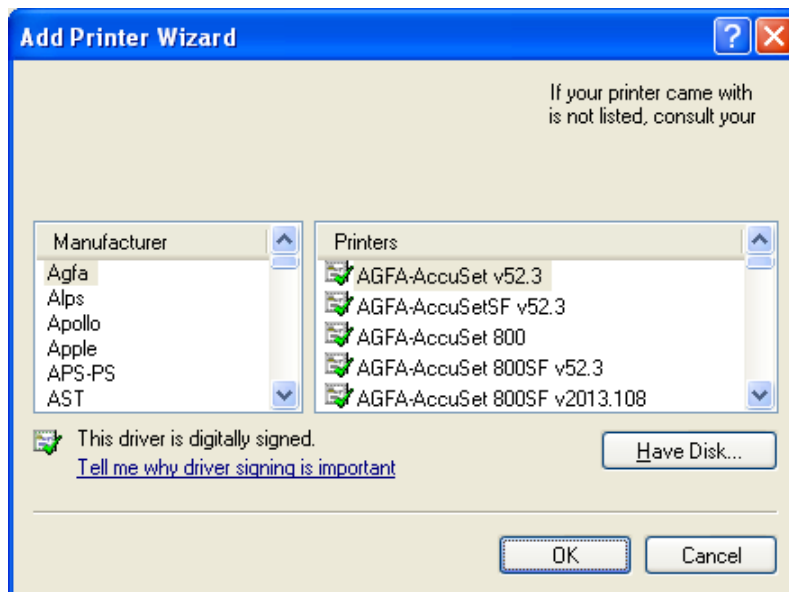 Add Printer Wizard
If your printer came with
is not listed, consult your
Manufacturer
Agfa
Alps
Apollo
Apple
APS-PS
AST
Printers
AGFA-AccuSet v52.3
AGFA-AccuSetSF v52.3
AGFA-AccuSet 800
AGFA-AccuSet 800SF v52.3
AGFA-AccuSet 800SF v2013.108
This driver is digitally signed.
Tell me why driver signing is important
Have Disk...
OK
Cancel